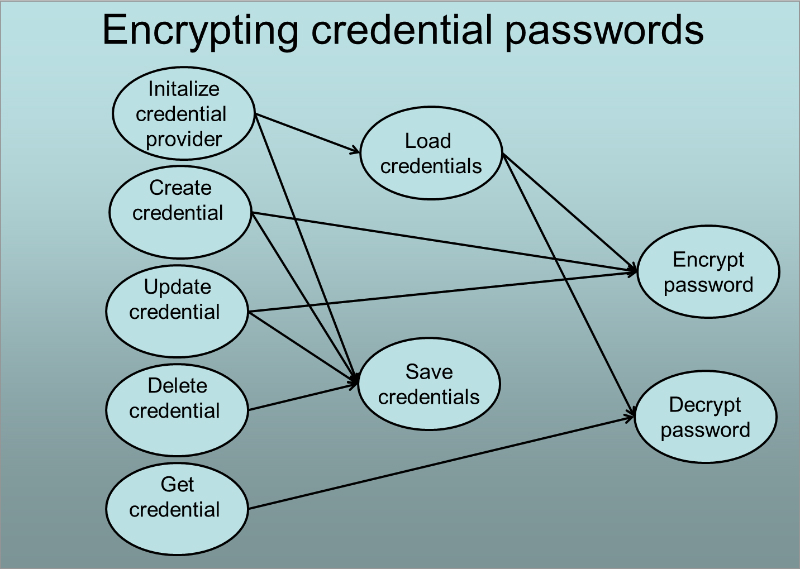 Encrypting credential passwords
Initalize
credential
provider
Load
credentials
Create
credential
Encrypt
password
Update
credential
Save
credentials
Delete
credential
Decrypt
password
Get
credential